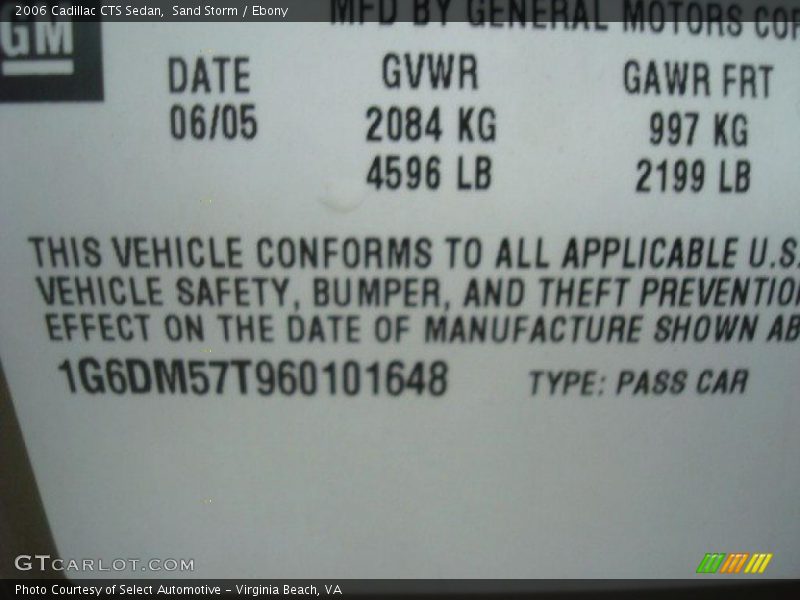 2006 Cadillac CTS Sedan, Sand Storm / Ebony
MFD BY GENERAL MOTORS COR
GM
DATE GVWR GAWR FRT
06/05 2084 KG 997 KG
4596 LB 2199 LB
THIS VEHICLE CONFORMS TO ALL APPLICABLE U.S.
VEHICLE SAFETY, BUMPER, AND THEFT PREVENTIO
EFFECT ON THE DATE OF MANUFACTURE SHOWN AB
1G6DM57T960101648 TYPE: PASS CAR
GTCARLOT.COM
Photo Courtesy of Select Automotive - Virginia Beach, VA